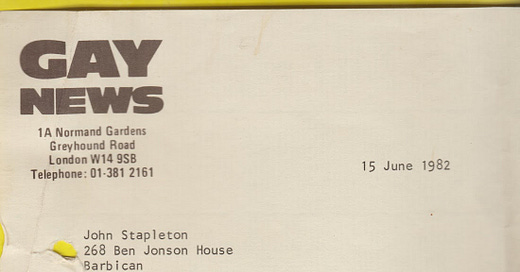 GAY
NEWS
1A Normand Gardens
Greyhound Road
London W14 9SB
Telephone: 01-381 2161
15 June 1982
John Stapleton
268 Ben Jonson House
Barbican